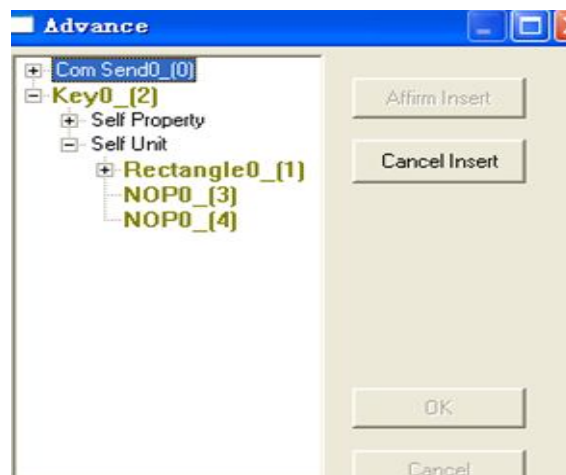 Advance
Com Send0_(0)
Key0_(2)
Self Property
Self Unit
Rectangle0_(1)
NOP0_(3)
NOP0_(4)
Affirm Insert
Cancel Insert
OK
Cancel